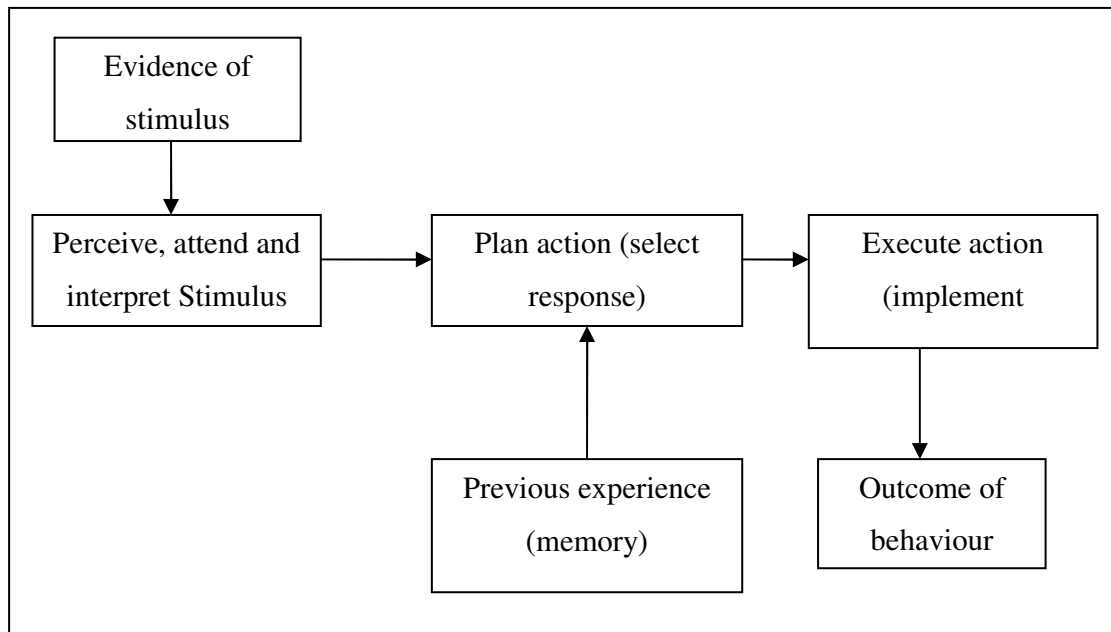 Evidence of
stimulus
Perceive, attend and
interpret Stimulus
Plan action (select
response)
Execute action
(implement
Previous experience
(memory)
Outcome of
behaviour